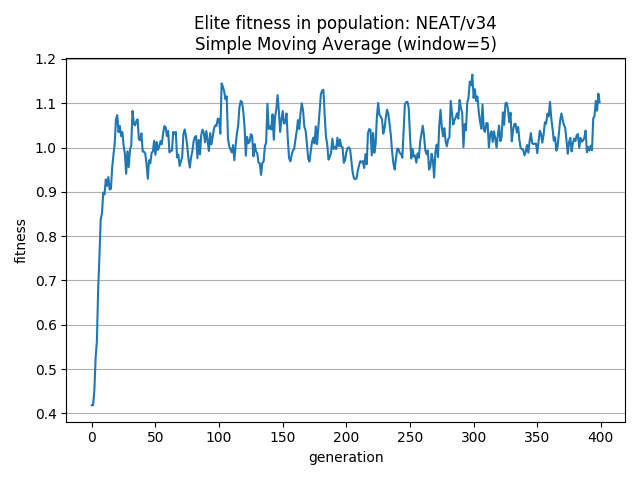 Elite fitness in population: NEAT/v34
Simple Moving Average (window=5)
1.2
1.1
1.0
0.9
0.8
0.7
0.6
0.5
0.4
fitness
0 50 100 150 200 250 300 350 400
generation